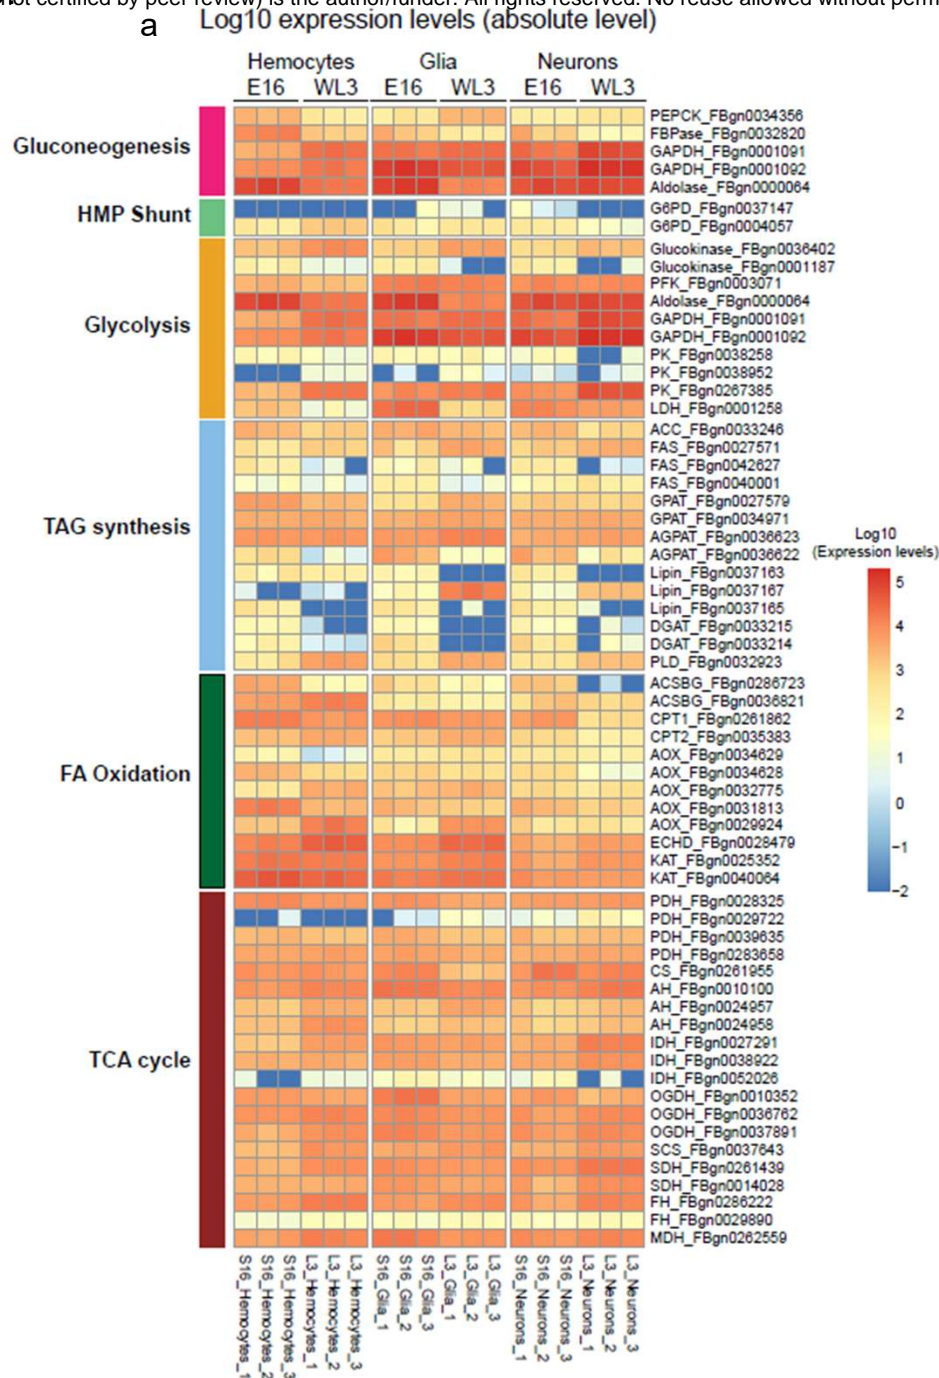 not certified by peer review) is the author/funder. All rights reserved. No reuse allowed without perm
a
Log10 expression levels (absolute level)
Hemocytes Glia Neurons
E16 WL3 E16 WL3 E16 WL3
Gluconeogenesis
PEPCK_FBgn0034356
FBPase_FBgn0032820
GAPDH_FBgn0001091
GAPDH_FBgn0001092
Aldolase_FBgn0000064
HMP Shunt
G6PD_FBgn0037147
G6PD_FBgn0004057
Glycolysis
Glucokinase_FBgn0036402
Glucokinase_FBgn0001187
PFK_FBgn0003071
Aldolase_FBgn0000064
GAPDH_FBgn0001091
GAPDH_FBgn0001092
PK_FBgn0038258
PK_FBgn0038952
PK_FBgn0267385
LDH_FBgn0001258
TAG synthesis
ACC_FBgn0033246
FAS_FBgn0027571
FAS_FBgn0042627
FAS_FBgn0040001
GPAT_FBgn0027579
GPAT_FBgn0034971
AGPAT_FBgn0036623
AGPAT_FBgn0036622
Lipin_FBgn0037163
Lipin_FBgn0037167
Lipin_FBgn0037165
DGAT_FBgn0033215
DGAT_FBgn0033214
PLD_FBgn0032923
FA Oxidation
ACSBG_FBgn0286723
ACSBG_FBgn0036821
CPT1_FBgn0261862
CPT2_FBgn0035383
AOX_FBgn0034629
AOX_FBgn0034628
AOX_FBgn0032775
AOX_FBgn0031813
AOX_FBgn0029924
ECHD_FBgn0028479
KAT_FBgn0025352
KAT_FBgn0040064
TCA cycle
PDH_FBgn0028325
PDH_FBgn0029722
PDH_FBgn0039635
PDH_FBgn0283658
CS_FBgn0261955
AH_FBgn0010100
AH_FBgn0024957
AH_FBgn0024958
IDH_FBgn0027291
IDH_FBgn0038922
IDH_FBgn0052026
OGDH_FBgn0010352
OGDH_FBgn0036762
OGDH_FBgn0037891
SCS_FBgn0037643
SDH_FBgn0261439
SDH_FBgn0014028
FH_FBgn0286222
FH_FBgn0029890
MDH_FBgn0262559
Log10
(Expression levels)
5
4
3
2
1
0
−1
−2
S16_Hemocytes_1
S16_Hemocytes_2
S16_Hemocytes_3
L3_Hemocytes_1
L3_Hemocytes_2
L3_Hemocytes_3
S16_Glia_1
S16_Glia_2
S16_Glia_3
L3_Glia_1
L3_Glia_2
L3_Glia_3
S16_Neurons_1
S16_Neurons_2
S16_Neurons_3
L3_Neurons_1
L3_Neurons_2
L3_Neurons_3